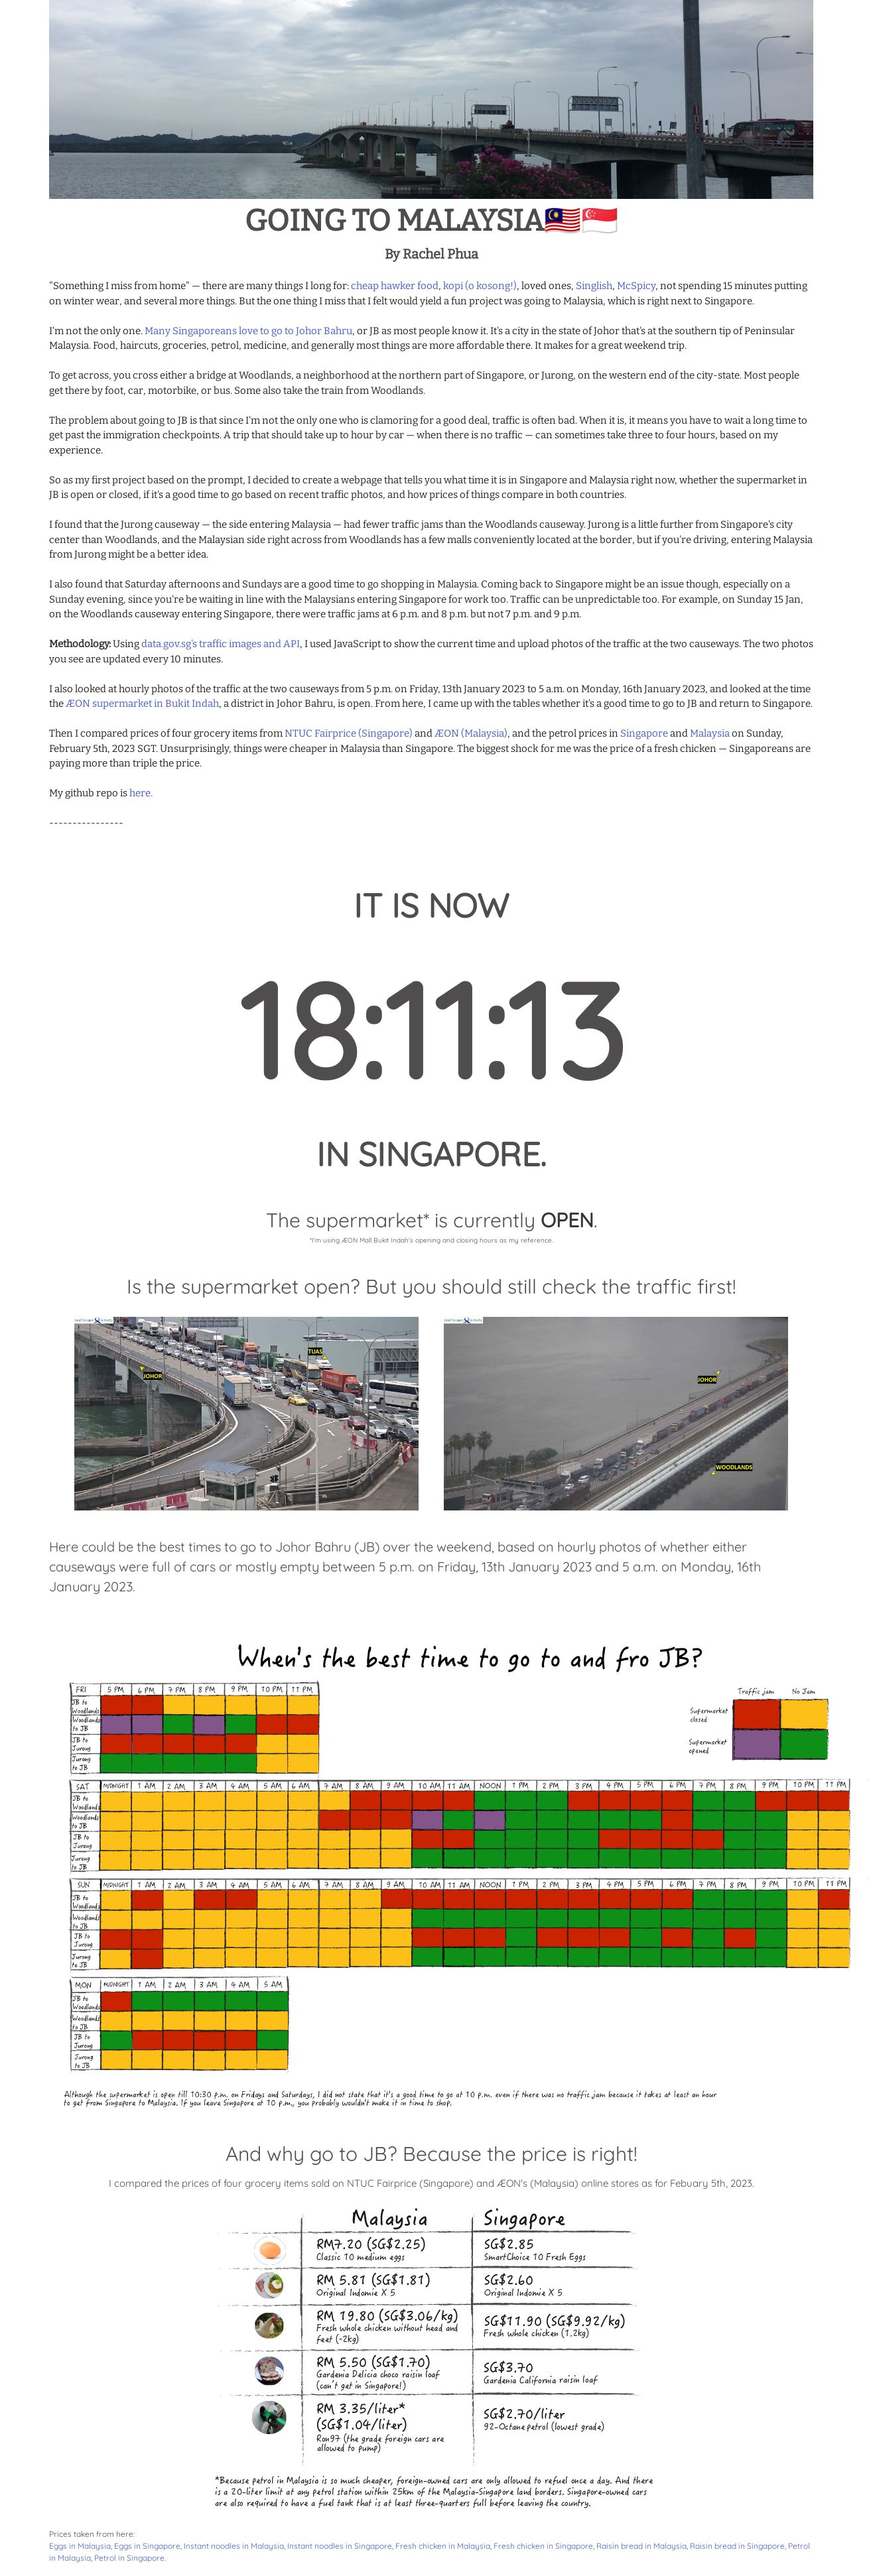 GOING TO MALAYSIA🇲🇾🇸🇬
By Rachel Phua
"Something I miss from home" — there are many things I long for: cheap hawker food, kopi (o kosong!), loved ones, Singlish, McSpicy, not spending 15 minutes putting
on winter wear, and several more things. But the one thing I miss that I felt would yield a fun project was going to Malaysia, which is right next to Singapore.
I'm not the only one. Many Singaporeans love to go to Johor Bahru, or JB as most people know it. It's a city in the state of Johor that's at the southern tip of Peninsular
Malaysia. Food, haircuts, groceries, petrol, medicine, and generally most things are more affordable there. It makes for a great weekend trip.
To get across, you cross either a bridge at Woodlands, a neighborhood at the northern part of Singapore, or Jurong, on the western end of the city-state. Most people
get there by foot, car, motorbike, or bus. Some also take the train from Woodlands.
The problem about going to JB is that since I'm not the only one who is clamoring for a good deal, traffic is often bad. When it is, it means you have to wait a long time to
get past the immigration checkpoints. A trip that should take up to hour by car — when there is no traffic — can sometimes take three to four hours, based on my
experience.
So as my first project based on the prompt, I decided to create a webpage that tells you what time it is in Singapore and Malaysia right now, whether the supermarket in
JB is open or closed, if it's a good time to go based on recent traffic photos, and how prices of things compare in both countries.
I found that the Jurong causeway — the side entering Malaysia — had fewer traffic jams than the Woodlands causeway. Jurong is a little further from Singapore's city
center than Woodlands, and the Malaysian side right across from Woodlands has a few malls conveniently located at the border, but if you're driving, entering Malaysia
from Jurong might be a better idea.
I also found that Saturday afternoons and Sundays are a good time to go shopping in Malaysia. Coming back to Singapore might be an issue though, especially on a
Sunday evening, since you're be waiting in line with the Malaysians entering Singapore for work too. Traffic can be unpredictable too. For example, on Sunday 15 Jan,
on the Woodlands causeway entering Singapore, there were traffic jams at 6 p.m. and 8 p.m. but not 7 p.m. and 9 p.m.
Methodology: Using data.gov.sg's traffic images and API, I used JavaScript to show the current time and upload photos of the traffic at the two causeways. The two photos
you see are updated every 10 minutes.
I also looked at hourly photos of the traffic at the two causeways from 5 p.m. on Friday, 13th January 2023 to 5 a.m. on Monday, 16th January 2023, and looked at the time
the ÆON supermarket in Bukit Indah, a district in Johor Bahru, is open. From here, I came up with the tables whether it's a good time to go to JB and return to Singapore.
Then I compared prices of four grocery items from NTUC Fairprice (Singapore) and ÆON (Malaysia), and the petrol prices in Singapore and Malaysia on Sunday,
February 5th, 2023 SGT. Unsurprisingly, things were cheaper in Malaysia than Singapore. The biggest shock for me was the price of a fresh chicken — Singaporeans are
paying more than triple the price.
My github repo is here.
----------------
IT IS NOW
18:11:13
IN SINGAPORE.
The supermarket* is currently OPEN.
*I'm using ÆON Mall Bukit Indah's opening and closing hours as my reference.
Is the supermarket open? But you should still check the traffic first!
JOHOR
TUAS
JOHOR
WOODLANDS
Here could be the best times to go to Johor Bahru (JB) over the weekend, based on hourly photos of whether either
causeways were full of cars or mostly empty between 5 p.m. on Friday, 13th January 2023 and 5 a.m. on Monday, 16th
January 2023.
When's the best time to go to and fro JB?
FRI 5 PM 6 PM 7 PM 8 PM 9 PM 10 PM 11 PM
JB to
Woodlands
Woodlands
to JB
JB to
Jurong
Jurong
to JB
Traffic jam No Jam
Supermarket
closed
Supermarket
opened
SAT MIDNIGHT 1 AM 2 AM 3 AM 4 AM 5 AM 6 AM 7 AM 8 AM 9 AM 10 AM 11 AM NOON 1 PM 2 PM 3 PM 4 PM 5 PM 6 PM 7 PM 8 PM 9 PM 10 PM 11 PM
JB to
Woodlands
Woodlands
to JB
JB to
Jurong
Jurong
to JB
SUN MIDNIGHT 1 AM 2 AM 3 AM 4 AM 5 AM 6 AM 7 AM 8 AM 9 AM 10 AM 11 AM NOON 1 PM 2 PM 3 PM 4 PM 5 PM 6 PM 7 PM 8 PM 9 PM 10 PM 11 PM
JB to
Woodlands
Woodlands
to JB
JB to
Jurong
Jurong
to JB
MON MIDNIGHT 1 AM 2 AM 3 AM 4 AM 5 AM
JB to
Woodlands
Woodlands
to JB
JB to
Jurong
Jurong
to JB
Although the supermarket is open till 10:30 p.m. on Fridays and Saturdays, I did not state that it's a good time to go at 10 p.m. even if there was no traffic jam because it takes at least an hour
to get from Singapore to Malaysia. If you leave Singapore at 10 p.m., you probably wouldn't make it in time to shop.
And why go to JB? Because the price is right!
I compared the prices of four grocery items sold on NTUC Fairprice (Singapore) and ÆON's (Malaysia) online stores as for Febuary 5th, 2023.
Malaysia Singapore
RM7.20 (SG$2.25)
Classic 10 medium eggs
SG$2.85
SmartChoice 10 Fresh Eggs
RM 5.81 (SG$1.81)
Original Indomie X 5
SG$2.60
Original Indomie X 5
RM 19.80 (SG$3.06/kg)
Fresh whole chicken without head and
feet (~2kg)
SG$11.90 (SG$9.92/kg)
Fresh whole chicken (1.2kg)
RM 5.50 (SG$1.70)
Gardenia Delicia choco raisin loaf
(can't get in Singapore!)
SG$3.70
Gardenia California raisin loaf
RM 3.35/liter*
(SG$1.04/liter)
Ron97 (the grade foreign cars are
allowed to pump)
SG$2.70/liter
92-Octane petrol (lowest grade)
*Because petrol in Malaysia is so much cheaper, foreign-owned cars are only allowed to refuel once a day. And there
is a 20-liter limit at any petrol station within 25km of the Malaysia-Singapore land borders. Singapore-owned cars
are also required to have a fuel tank that is at least three-quarters full before leaving the country.
Prices taken from here:
Eggs in Malaysia, Eggs in Singapore, Instant noodles in Malaysia, Instant noodles in Singapore, Fresh chicken in Malaysia, Fresh chicken in Singapore, Raisin bread in Malaysia, Raisin bread in Singapore, Petrol
in Malaysia, Petrol in Singapore.